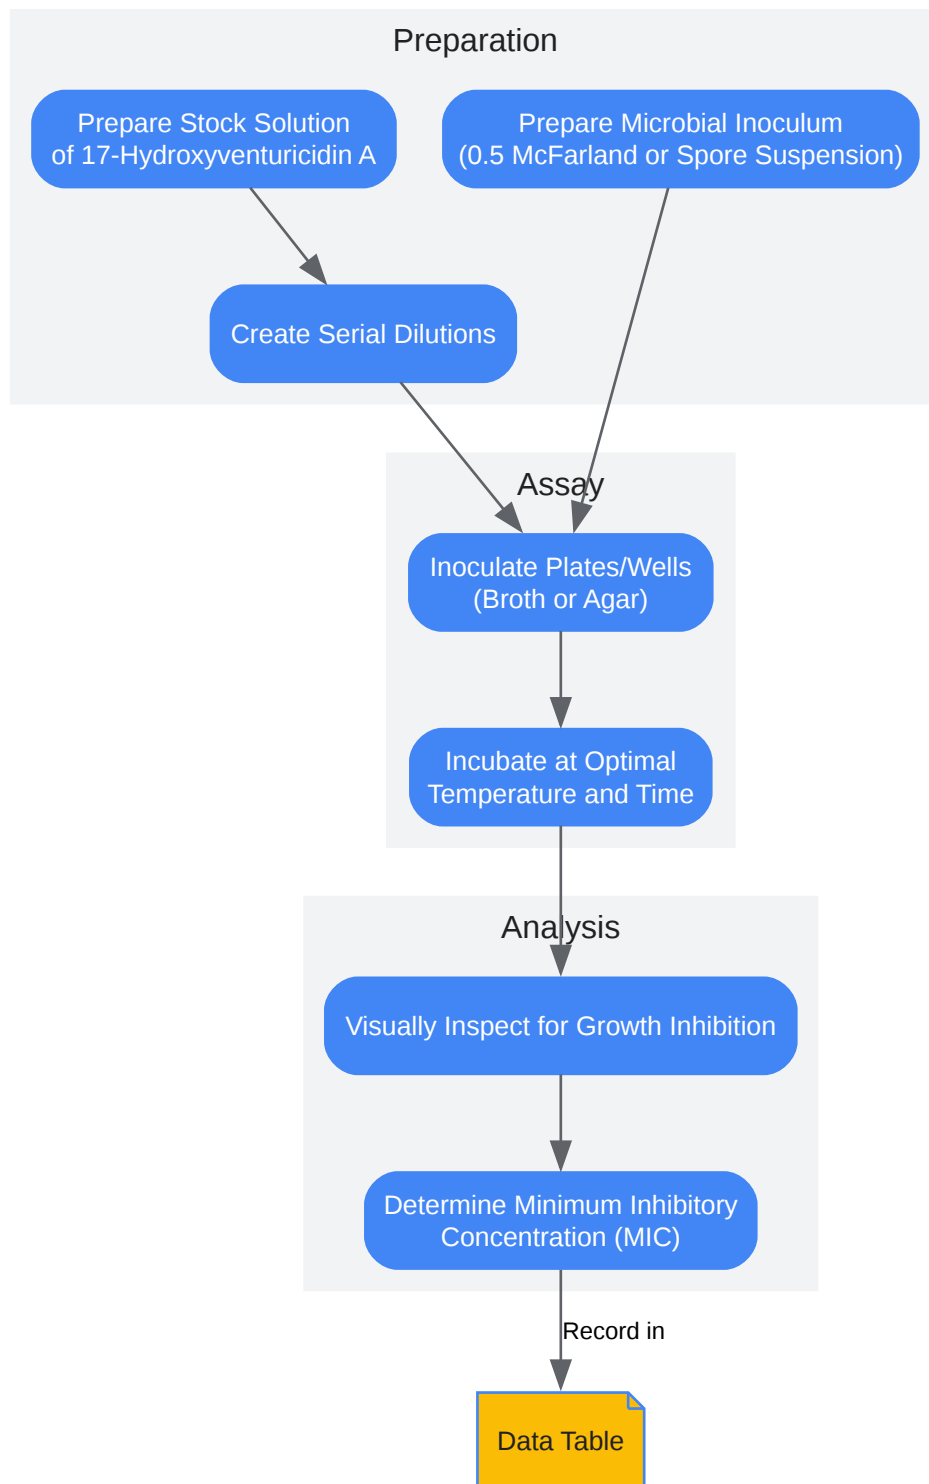 Preparation
Prepare Stock Solution
of 17-Hydroxyventuricidin A
Prepare Microbial Inoculum
(0.5 McFarland or Spore Suspension)
Create Serial Dilutions
Assay
Inoculate Plates/Wells
(Broth or Agar)
Incubate at Optimal
Temperature and Time
Analysis
Visually Inspect for Growth Inhibition
Determine Minimum Inhibitory
Concentration (MIC)
Record in
Data Table